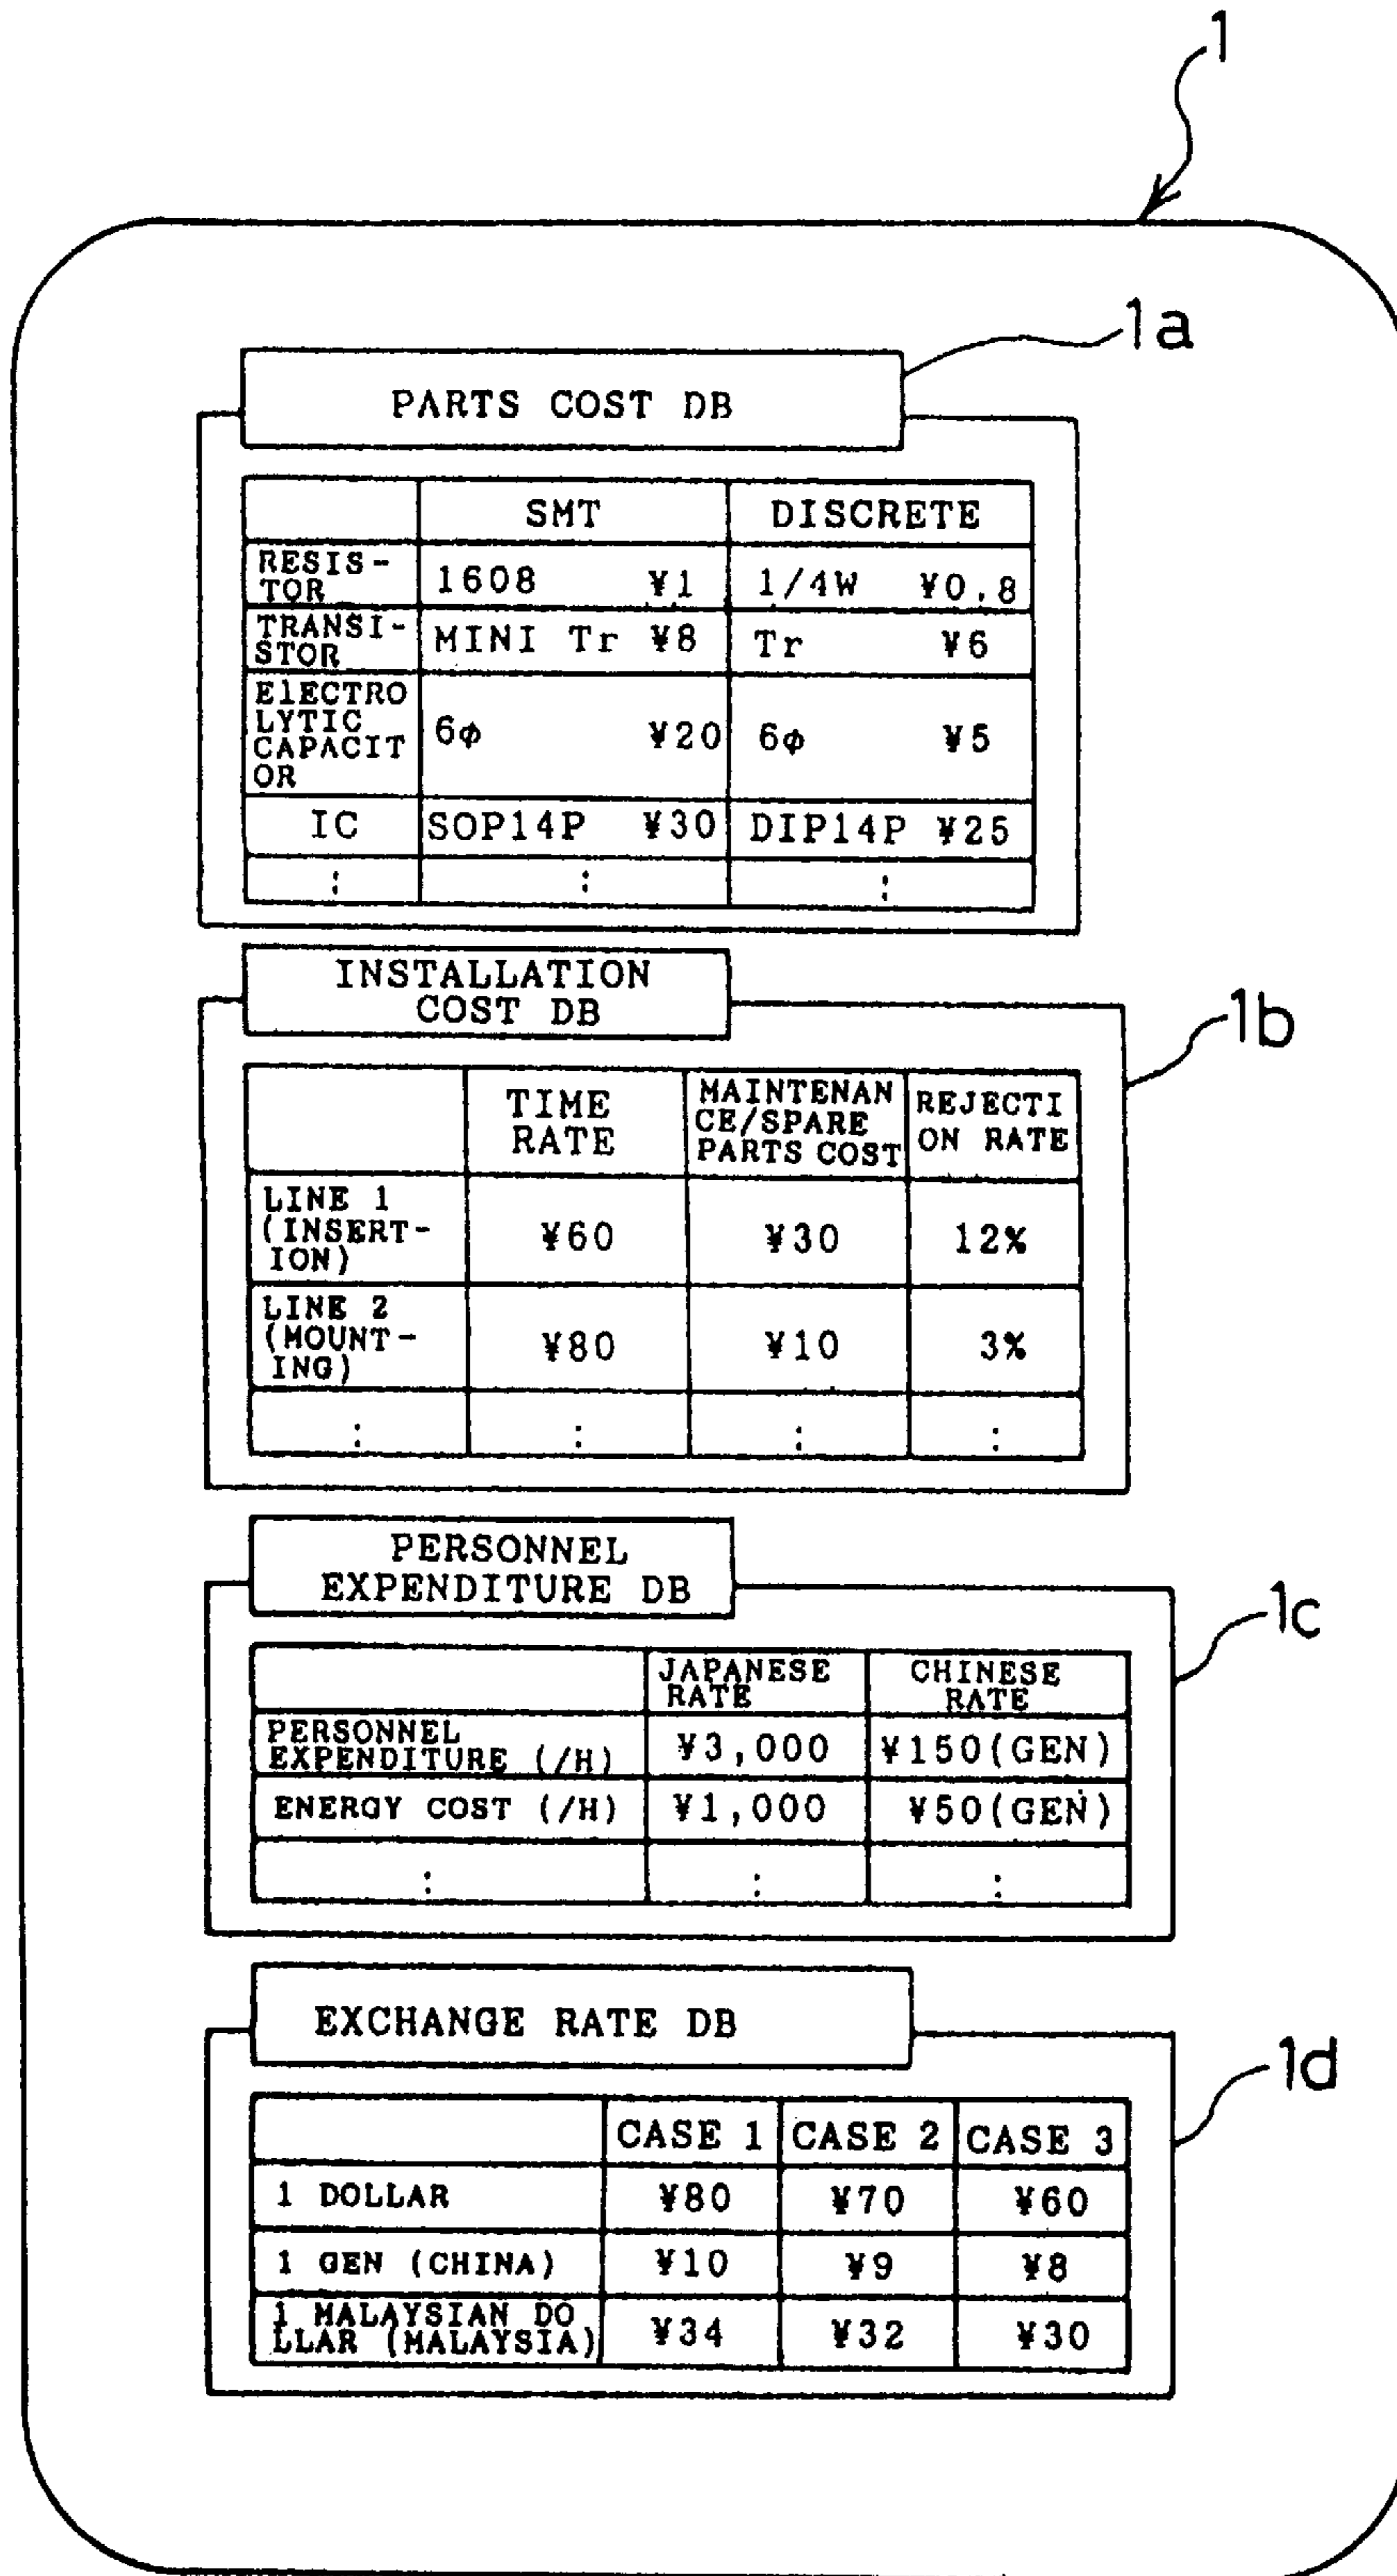 1
1a
PARTS COST DB
SMT DISCRETE
RESIS-
TOR
1608 ¥1 1/4W ¥0.8
TRANSI-
STOR
MINI Tr ¥8 Tr ¥6
ElECTRO
LYTIC
CAPACIT
OR
6φ ¥20 6φ ¥5
IC SOP14P ¥30 DIP14P ¥25
: : :
INSTALLATION
COST DB
1b
TIME
RATE
MAINTENAN
CE/SPARE
PARTS COST
REJECTI
ON RATE
LINE 1
(INSERT-
ION)
¥60 ¥30 12%
LINE 2
(MOUNT-
ING)
¥80 ¥10 3%
: : : :
PERSONNEL
EXPENDITURE DB
1c
JAPANESE
RATE
CHINESE
RATE
PERSONNEL
EXPENDITURE (/H)
¥3,000 ¥150(GEN)
ENERGY COST (/H) ¥1,000 ¥50(GEN)
: : :
EXCHANGE RATE DB
1d
CASE 1 CASE 2 CASE 3
1 DOLLAR ¥80 ¥70 ¥60
1 GEN (CHINA) ¥10 ¥9 ¥8
1 MALAYSIAN DO
LLAR (MALAYSIA)
¥34 ¥32 ¥30